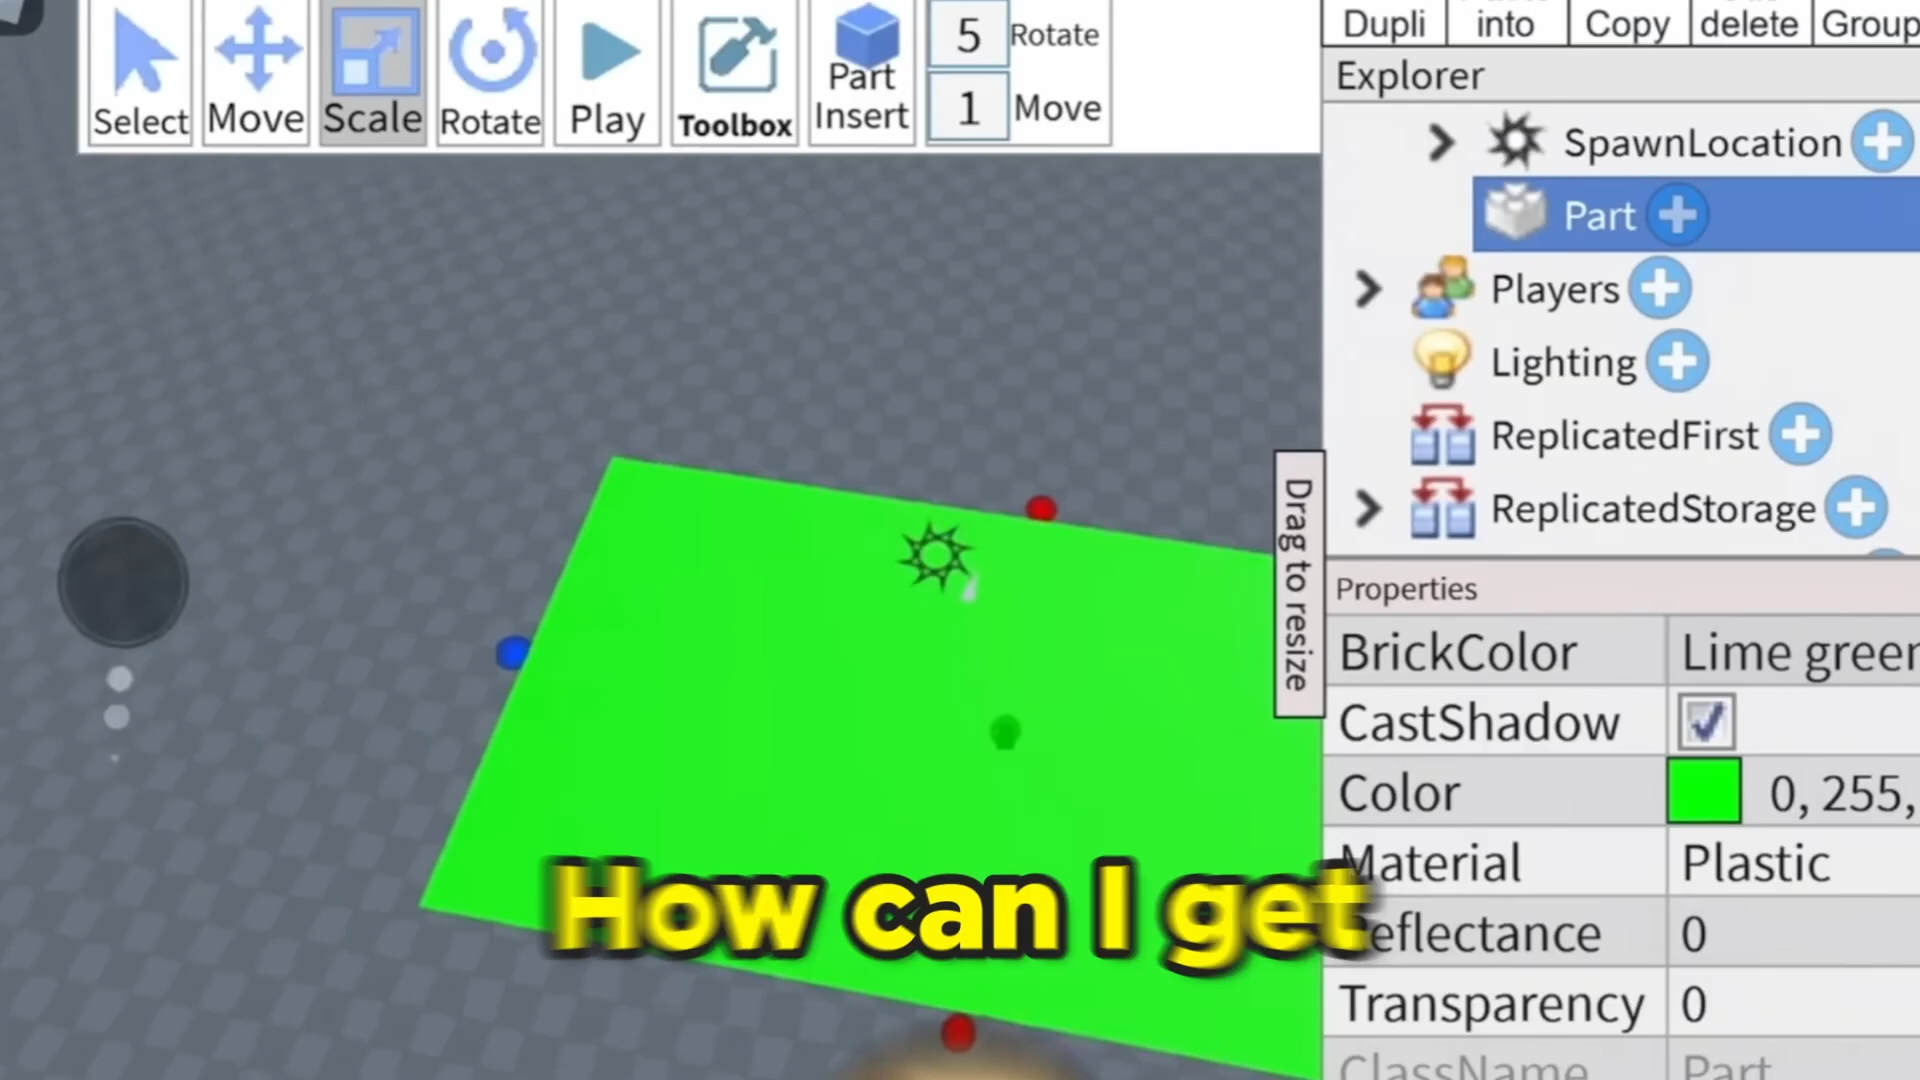 Select
Move
Scale
Rotate
Play
Toolbox
Part
Insert
5 Rotate
1 Move
Dupli
into
Copy
delete
Group
Explorer
SpawnLocation
Part
Players
Lighting
ReplicatedFirst
ReplicatedStorage
Drag to resize
Properties
BrickColor Lime green
CastShadow
Color 0, 255,
Material Plastic
Reflectance 0
Transparency 0
ClassName Part
How can I get